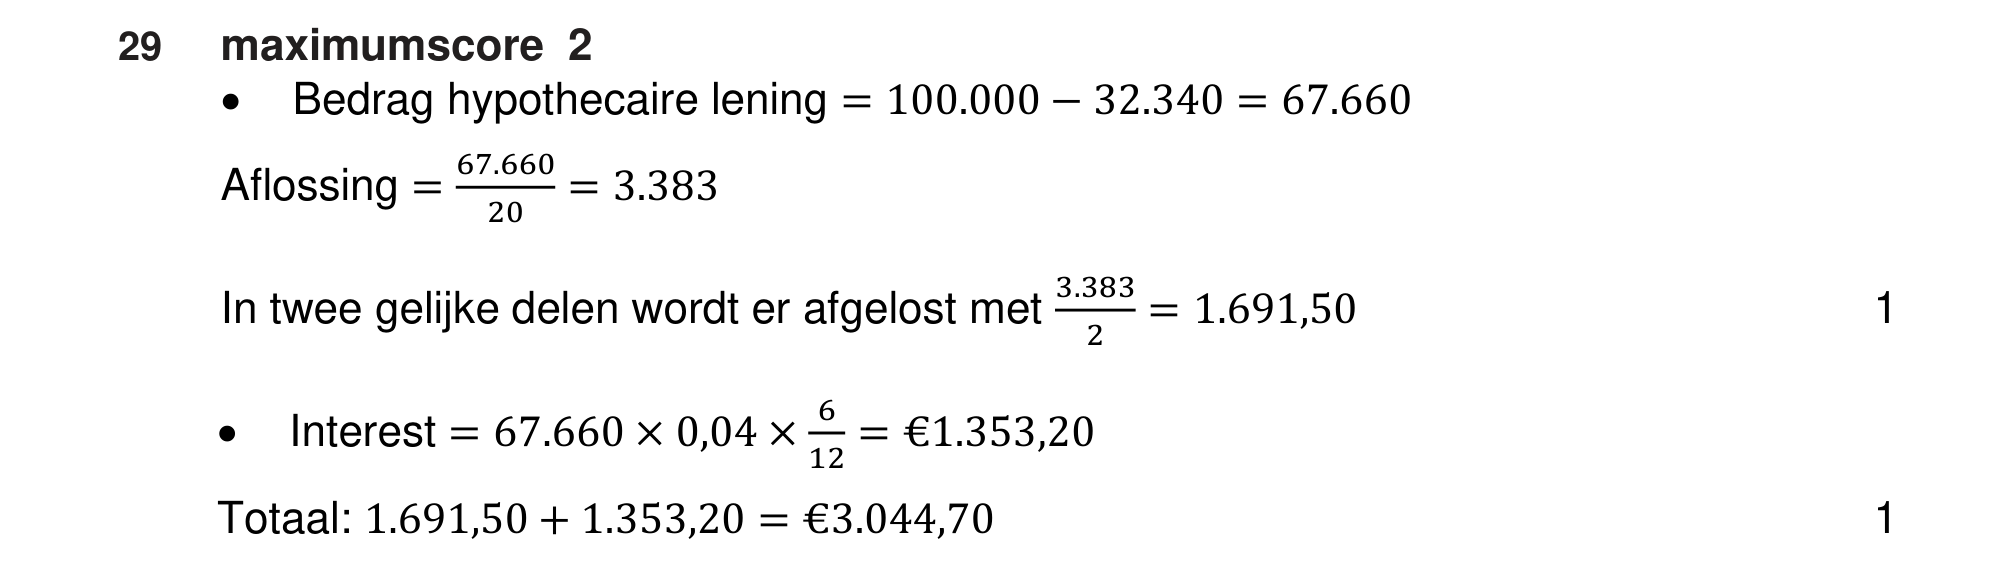 29 maximumscore 2
• Bedrag hypothecaire lening = 100.000 − 32.340 = 67.660
Aflossing = 67.660/20 = 3.383
In twee gelijke delen wordt er afgelost met 3.383/2 = 1.691,50 1
• Interest = 67.660 × 0,04 × 6/12 = €1.353,20
Totaal: 1.691,50 + 1.353,20 = €3.044,70 1